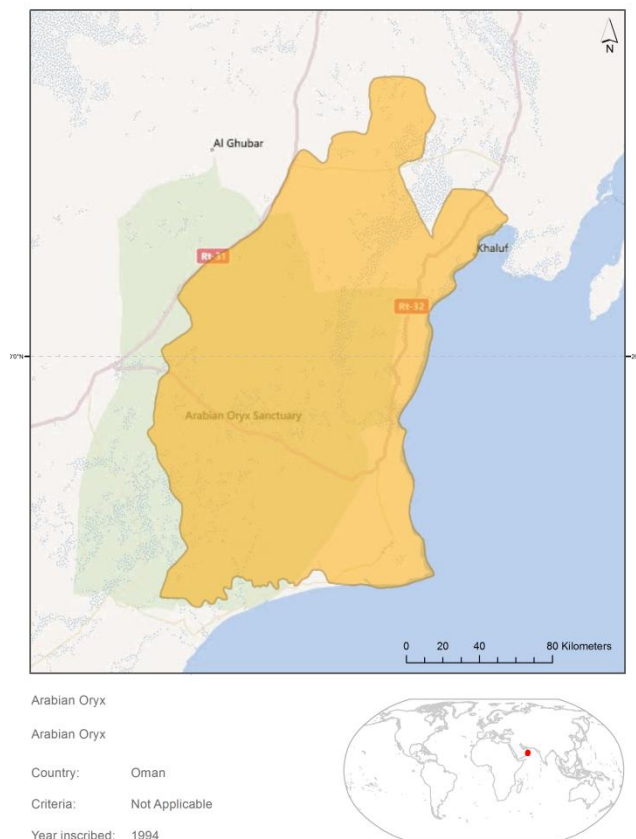 N
Al Ghubar
Rt-31
Khaluf
Rt-32
Arabian Oryx Sanctuary
0 20 40 80 Kilometers
Arabian Oryx
Arabian Oryx
Country: Oman
Criteria: Not Applicable
Year inscribed: 1994